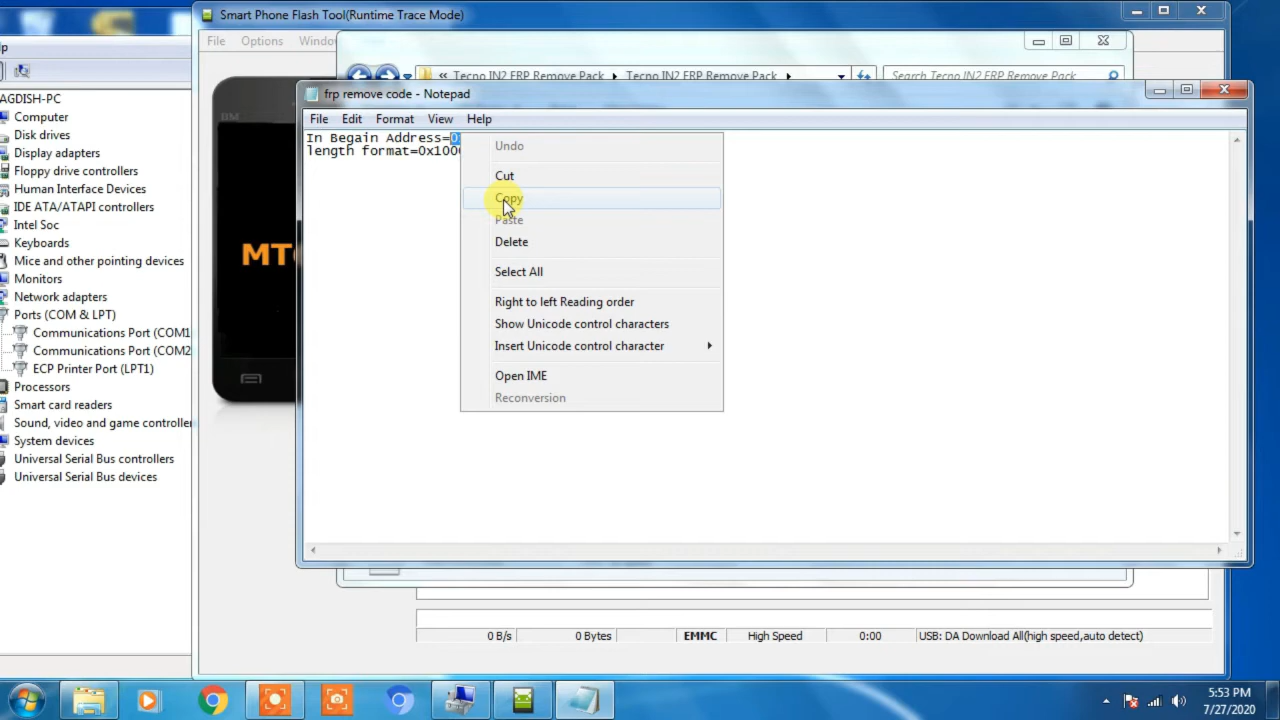 Smart Phone Flash Tool(Runtime Trace Mode)
File Options Windo
Tecno IN2 FRP Remove Pack Tecno IN2 FRP Remove Pack Search Tecno IN2 FRP Remove Pack
frp remove code - Notepad
File Edit Format View Help
In Begain Address=0
length format=0x100
Undo
Cut
Copy
Paste
Delete
Select All
Right to left Reading order
Show Unicode control characters
Insert Unicode control character
Open IME
Reconversion
lp
AGDISH-PC
Computer
Disk drives
Display adapters
Floppy drive controllers
Human Interface Devices
IDE ATA/ATAPI controllers
Intel Soc
Keyboards
Mice and other pointing devices
Monitors
Network adapters
Ports (COM & LPT)
Communications Port (COM1
Communications Port (COM2
ECP Printer Port (LPT1)
Processors
Smart card readers
Sound, video and game controlle
System devices
Universal Serial Bus controllers
Universal Serial Bus devices
BM
MT
0 B/s 0 Bytes EMMC High Speed 0:00 USB: DA Download All(high speed,auto detect)
5:53 PM
7/27/2020